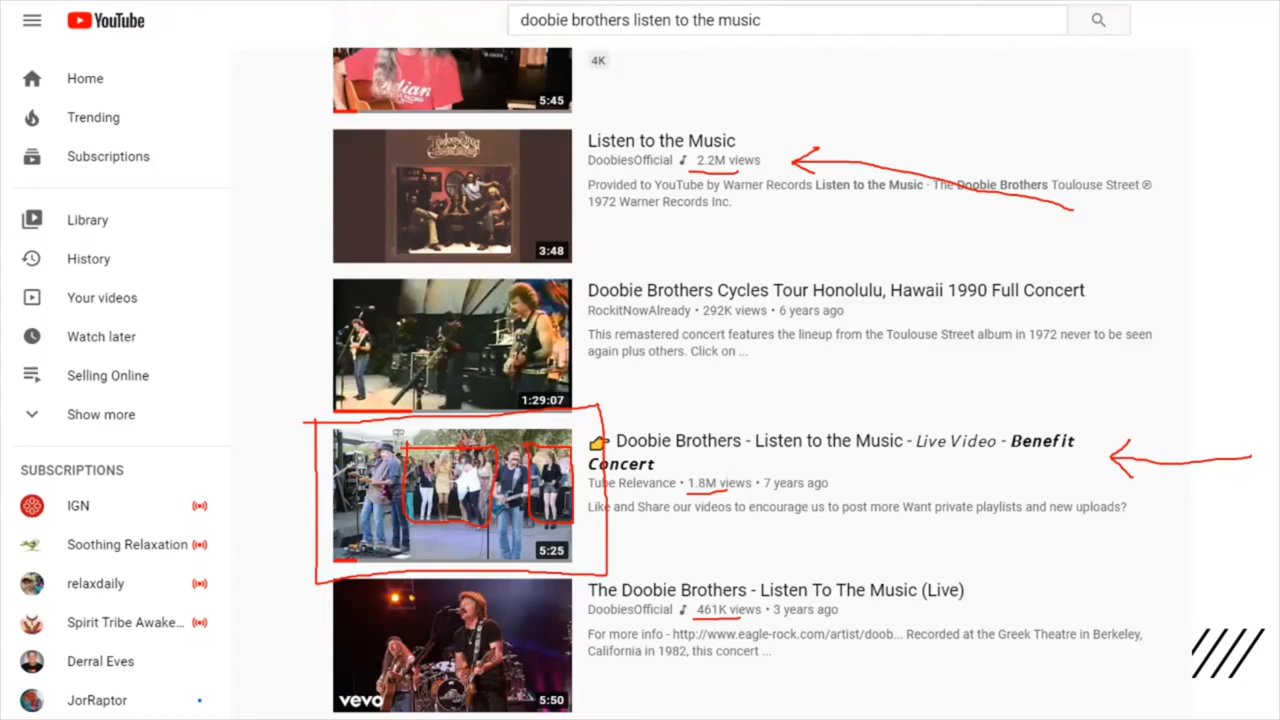 YouTube
doobie brothers listen to the music
Home
Trending
Subscriptions
Library
History
Your videos
Watch later
Selling Online
Show more
SUBSCRIPTIONS
IGN
Soothing Relaxation
relaxdaily
Spirit Tribe Awake...
Derral Eves
JorRaptor
Indian
5:45
4K
Toulouse Street
3:48
Listen to the Music
DoobiesOfficial ♪ 2.2M views
Provided to YouTube by Warner Records Listen to the Music · The Doobie Brothers Toulouse Street ℗
1972 Warner Records Inc.
1:29:07
Doobie Brothers Cycles Tour Honolulu, Hawaii 1990 Full Concert
RockitNowAlready • 292K views • 6 years ago
This remastered concert features the lineup from the Toulouse Street album in 1972 never to be seen
again plus others. Click on ...
5:25
👉 Doobie Brothers - Listen to the Music - Live Video - Benefit
Concert
Tube Relevance • 1.8M views • 7 years ago
Like and Share our videos to encourage us to post more Want private playlists and new uploads?
vevo
5:50
The Doobie Brothers - Listen To The Music (Live)
DoobiesOfficial ♪ 461K views • 3 years ago
For more info - http://www.eagle-rock.com/artist/doob... Recorded at the Greek Theatre in Berkeley,
California in 1982, this concert ...